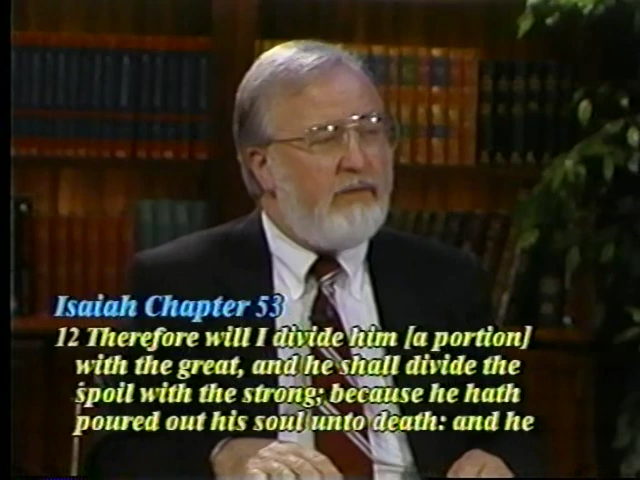 Isaiah Chapter 53
12 Therefore will I divide him [a portion]
with the great, and he shall divide the
spoil with the strong; because he hath
poured out his soul unto death: and he